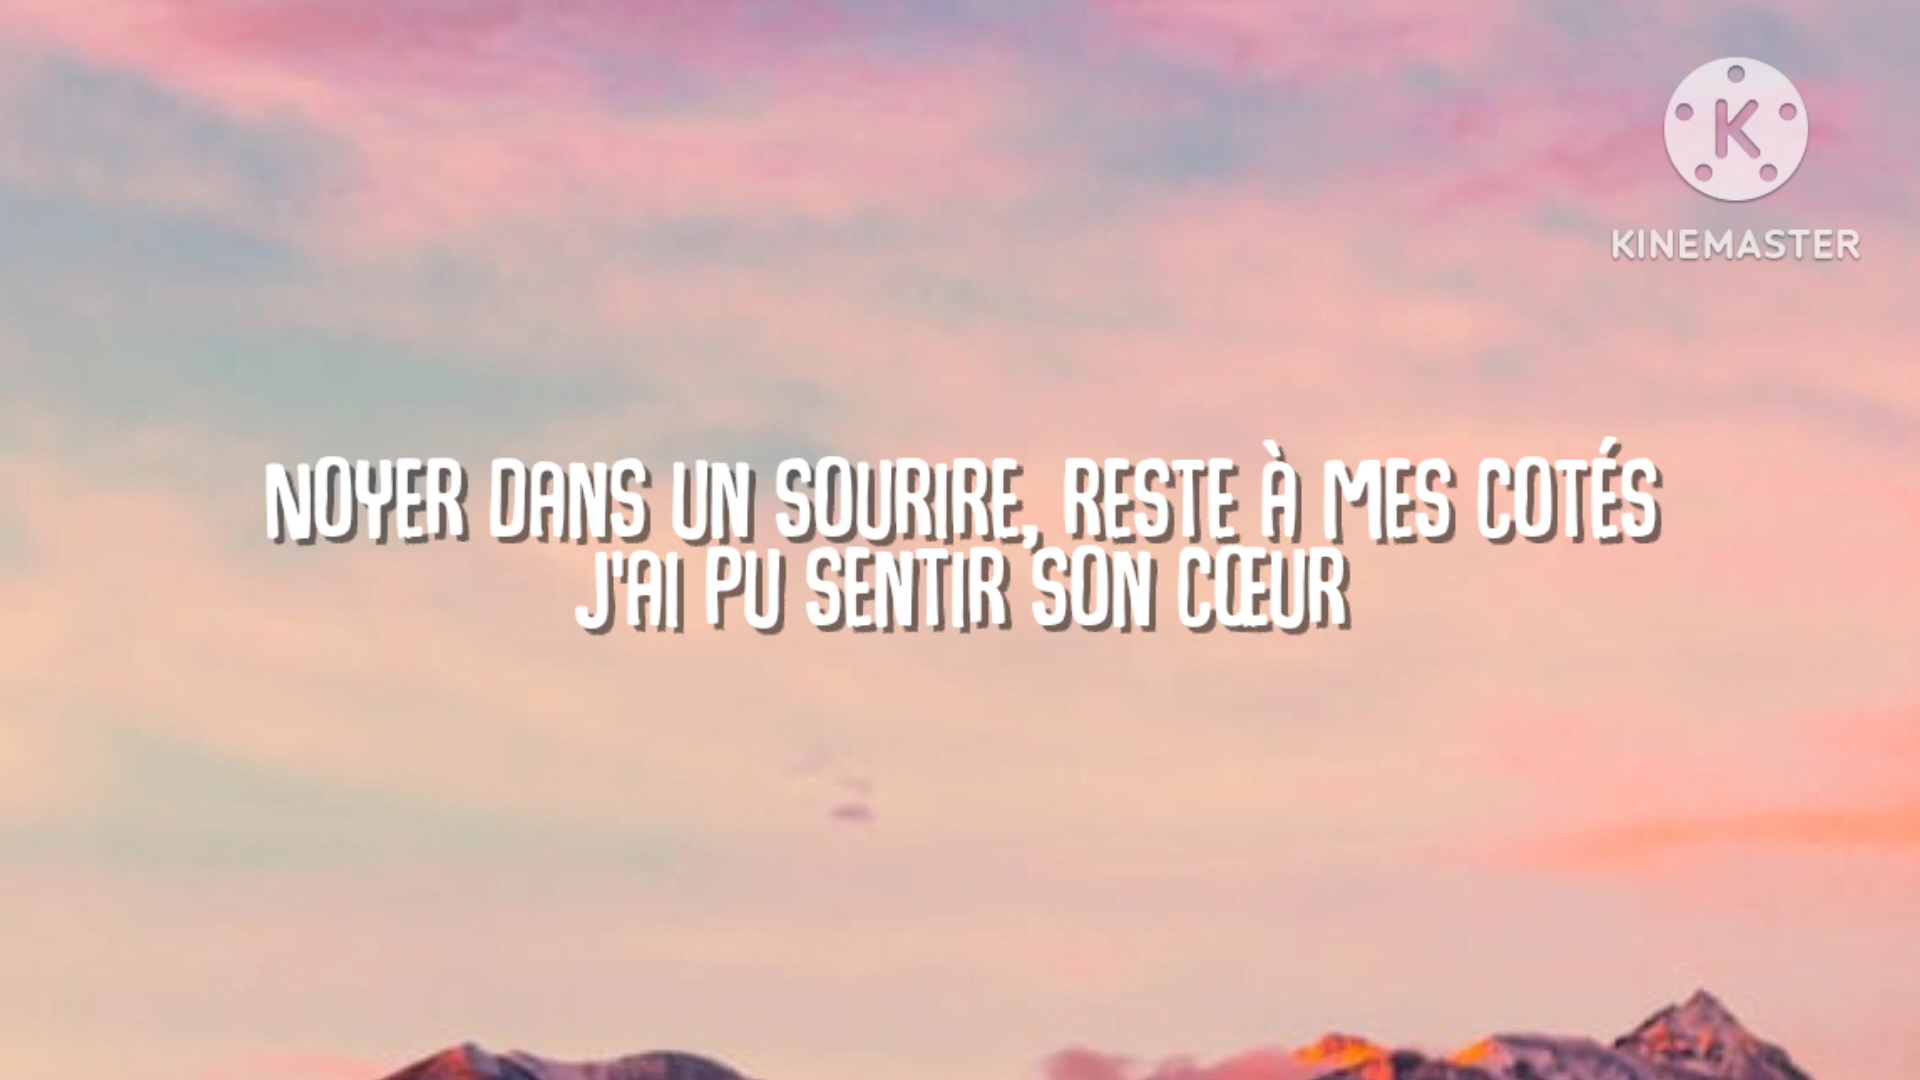 K
KINEMASTER
NOYER DANS UN SOURIRE, RESTE À MES COTÉS
J'AI PU SENTIR SON CŒUR